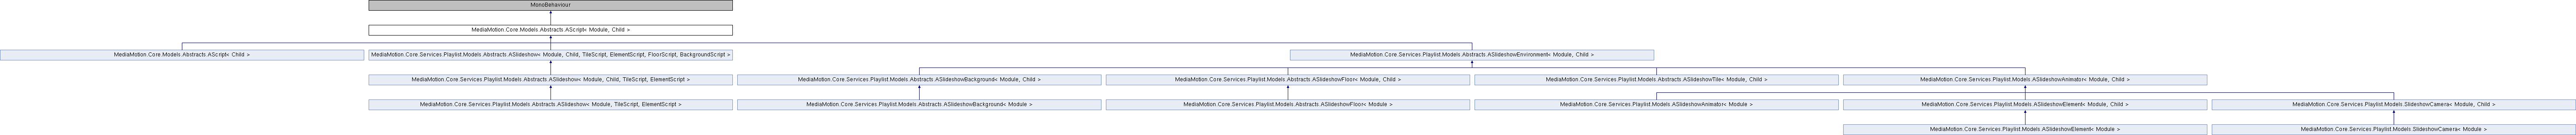 MonoBehaviour
MediaMotion.Core.Models.Abstracts.AScript< Module, Child >
MediaMotion.Core.Models.Abstracts.AScript< Child >
MediaMotion.Core.Services.Playlist.Models.Abstracts.ASlideshow< Module, Child, TileScript, ElementScript, FloorScript, BackgroundScript >
MediaMotion.Core.Services.Playlist.Models.Abstracts.ASlideshowEnvironment< Module, Child >
MediaMotion.Core.Services.Playlist.Models.Abstracts.ASlideshow< Module, Child, TileScript, ElementScript >
MediaMotion.Core.Services.Playlist.Models.Abstracts.ASlideshowBackground< Module, Child >
MediaMotion.Core.Services.Playlist.Models.Abstracts.ASlideshowFloor< Module, Child >
MediaMotion.Core.Services.Playlist.Models.Abstracts.ASlideshowTile< Module, Child >
MediaMotion.Core.Services.Playlist.Models.ASlideshowAnimator< Module, Child >
MediaMotion.Core.Services.Playlist.Models.Abstracts.ASlideshow< Module, TileScript, ElementScript >
MediaMotion.Core.Services.Playlist.Models.Abstracts.ASlideshowBackground< Module >
MediaMotion.Core.Services.Playlist.Models.Abstracts.ASlideshowFloor< Module >
MediaMotion.Core.Services.Playlist.Models.ASlideshowAnimator< Module >
MediaMotion.Core.Services.Playlist.Models.ASlideshowElement< Module, Child >
MediaMotion.Core.Services.Playlist.Models.SlideshowCamera< Module, Child >
MediaMotion.Core.Services.Playlist.Models.ASlideshowElement< Module >
MediaMotion.Core.Services.Playlist.Models.SlideshowCamera< Module >